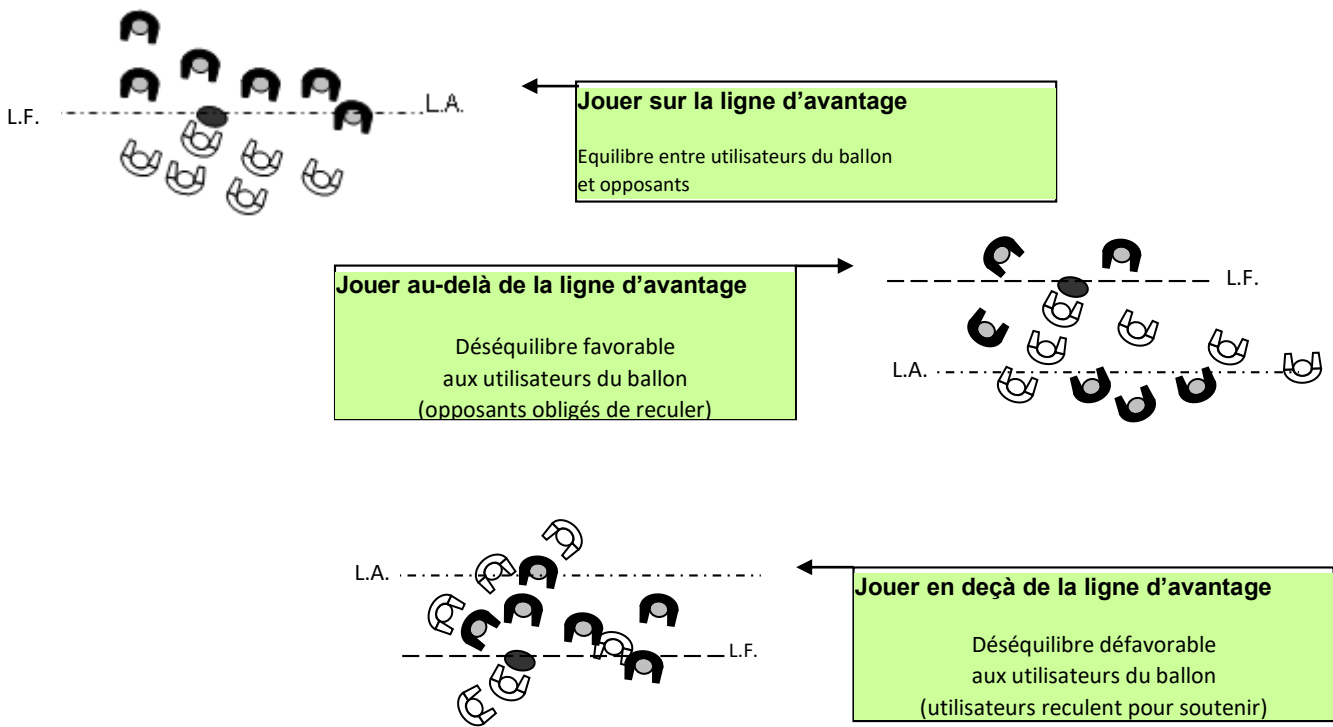 L.F.
L.A.
Jouer sur la ligne d’avantage
Equilibre entre utilisateurs du ballon
et opposants
Jouer au-delà de la ligne d’avantage
Déséquilibre favorable
aux utilisateurs du ballon
(opposants obligés de reculer)
L.F.
L.A.
L.A.
L.F.
Jouer en deçà de la ligne d’avantage
Déséquilibre défavorable
aux utilisateurs du ballon
(utilisateurs reculent pour soutenir)